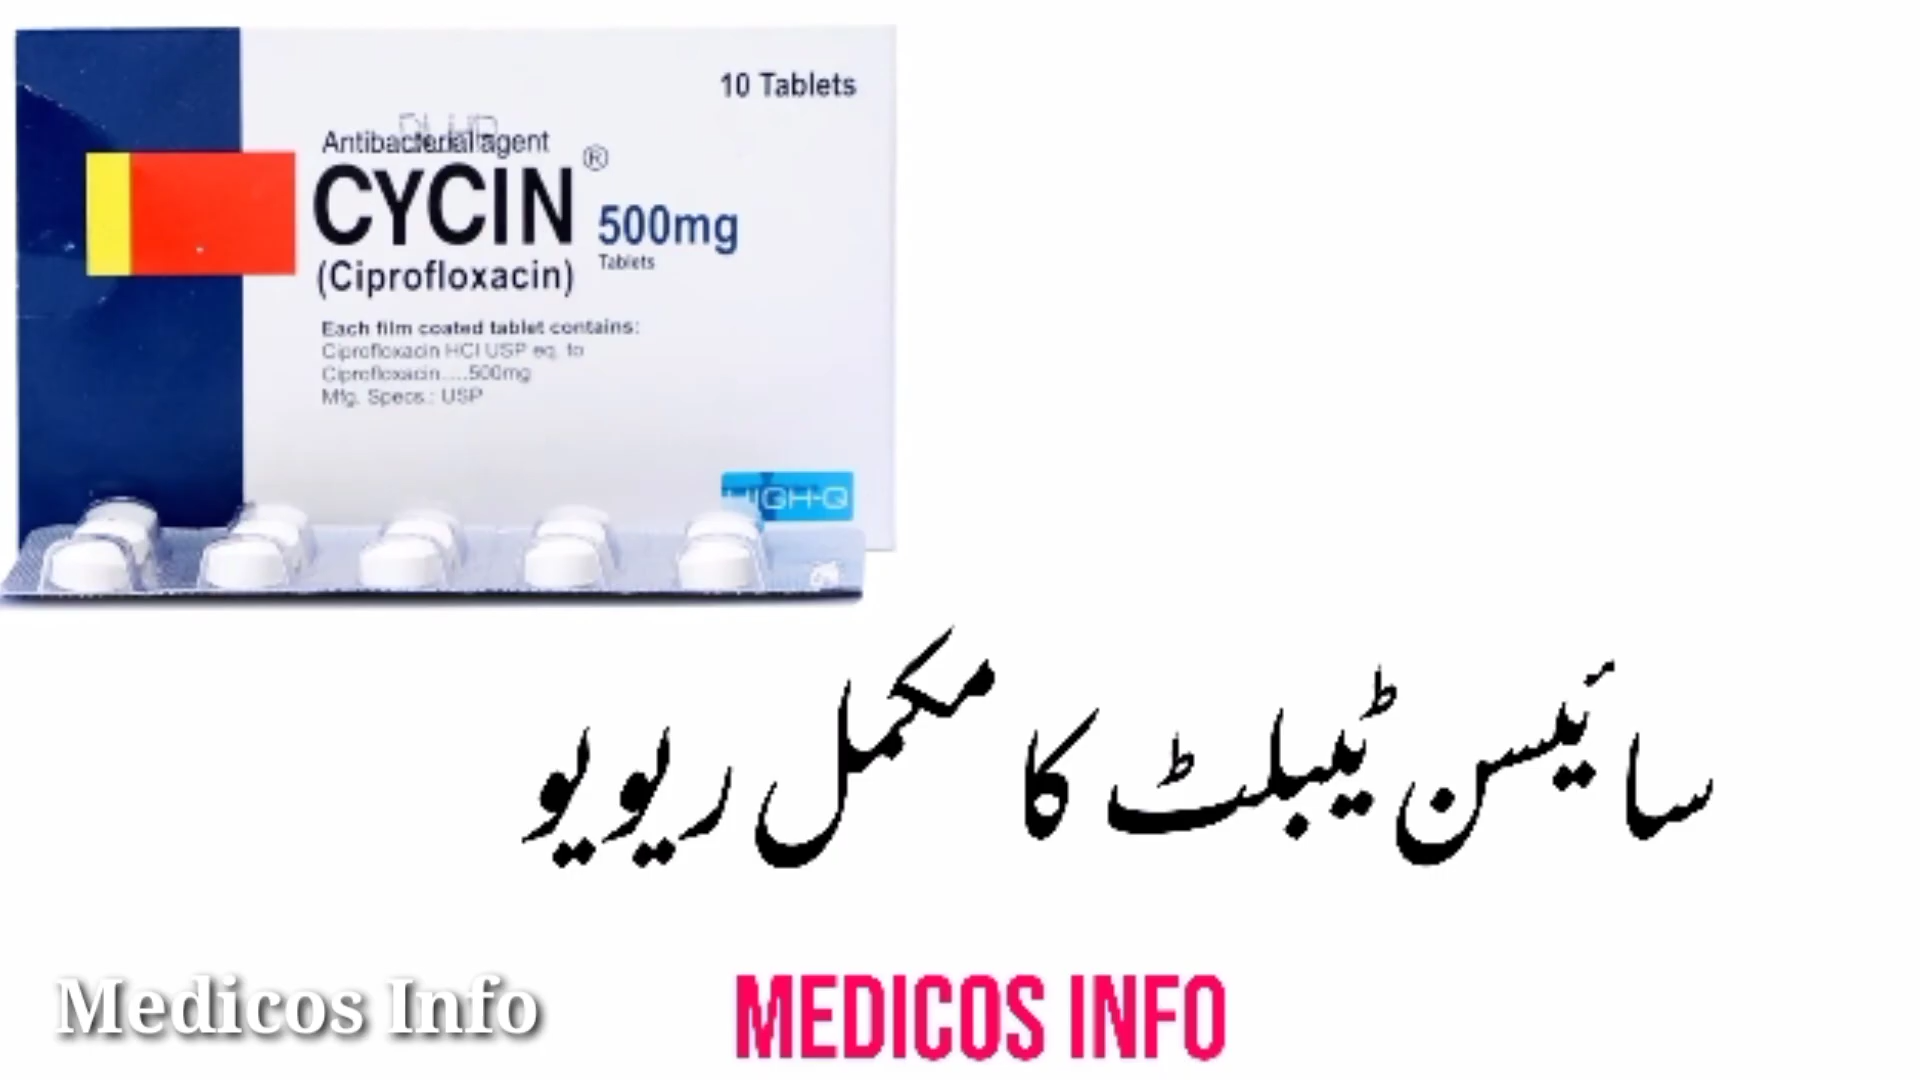 10 Tablets
Antibacterial agent
CYCIN® 500mg
Tablets
(Ciprofloxacin)
Each film coated tablet contains:
Ciprofloxacin HCl USP eq. to
Ciprofloxacin.....500mg
Mfg. Specs.: USP
HIGH-Q
سائیسن ٹیبلٹ کا مکمل ریویو
Medicos Info
MEDICOS INFO